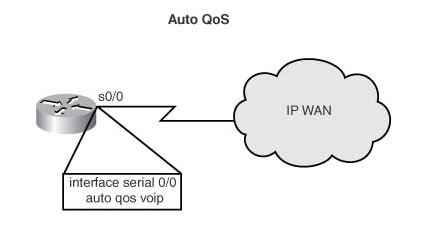 Auto QoS
s0/0
IP WAN
interface serial 0/0
auto qos voip